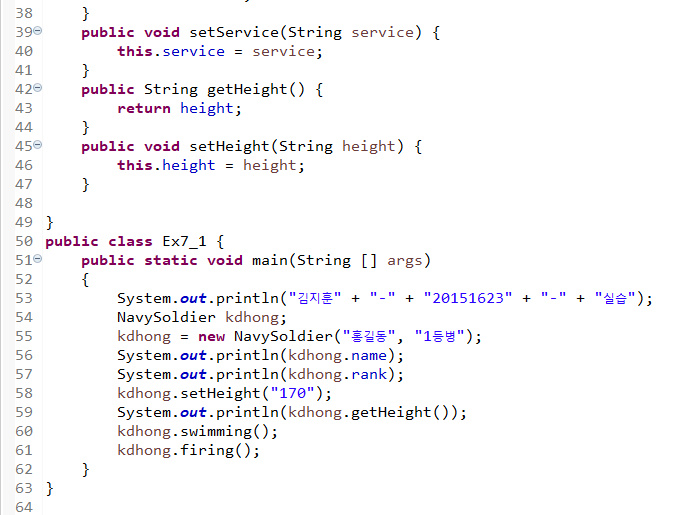 38     }
39     public void setService(String service) {
40         this.service = service;
41     }
42     public String getHeight() {
43         return height;
44     }
45     public void setHeight(String height) {
46         this.height = height;
47     }
48
49 }
50 public class Ex7_1 {
51     public static void main(String [] args)
52     {
53         System.out.println("김지훈" + "-" + "20151623" + "-" + "실습");
54         NavySoldier kdhong;
55         kdhong = new NavySoldier("홍길동", "1등병");
56         System.out.println(kdhong.name);
57         System.out.println(kdhong.rank);
58         kdhong.setHeight("170");
59         System.out.println(kdhong.getHeight());
60         kdhong.swimming();
61         kdhong.firing();
62     }
63 }
64